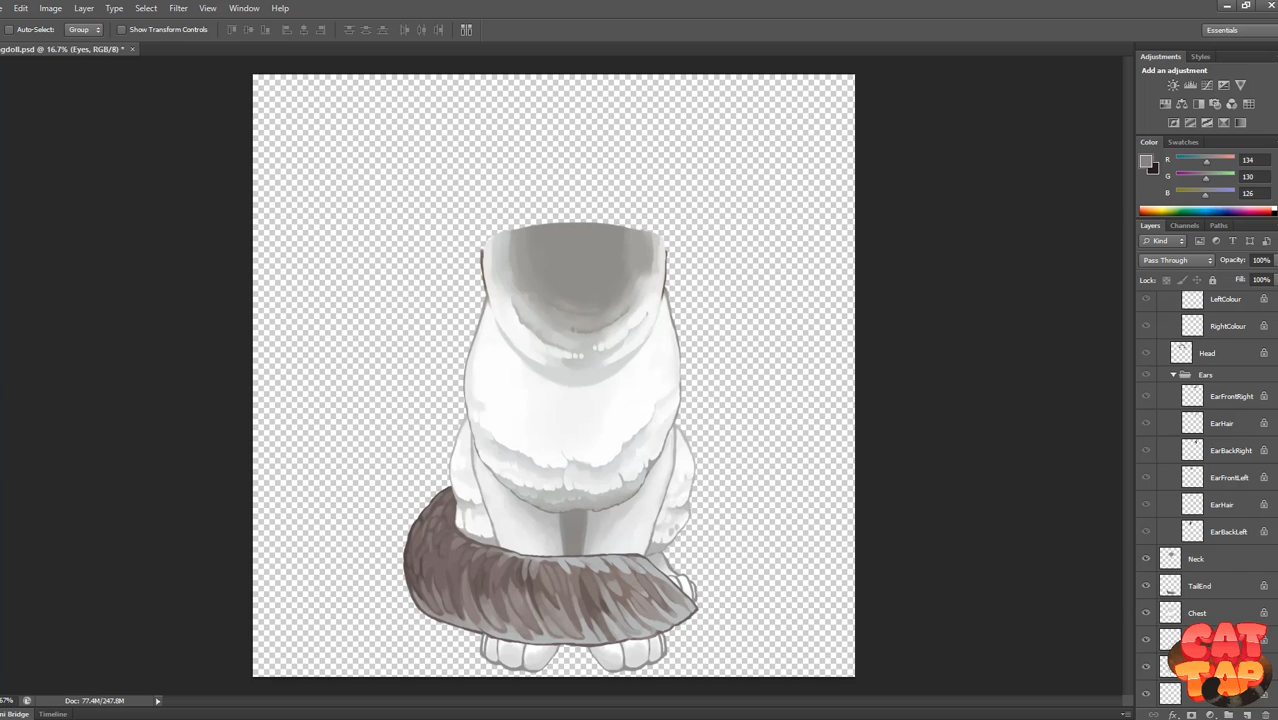 Edit Image Layer Type Select Filter View Window Help
Auto-Select: Group Show Transform Controls Essentials
gdoll.psd @ 16.7% (Eyes, RGB/8) * ×
Adjustments Styles
Add an adjustment
Color Swatches
R 134
G 130
B 126
Layers Channels Paths
Kind
Pass Through Opacity: 100%
Lock: Fill: 100%
LeftColour
RightColour
Head
Ears
EarFrontRight
EarHair
EarBackRight
EarFrontLeft
EarHair
EarBackLeft
Neck
TailEnd
Chest
CAT
TAP
67% Doc: 77.4M/247.8M
ni Bridge Timeline